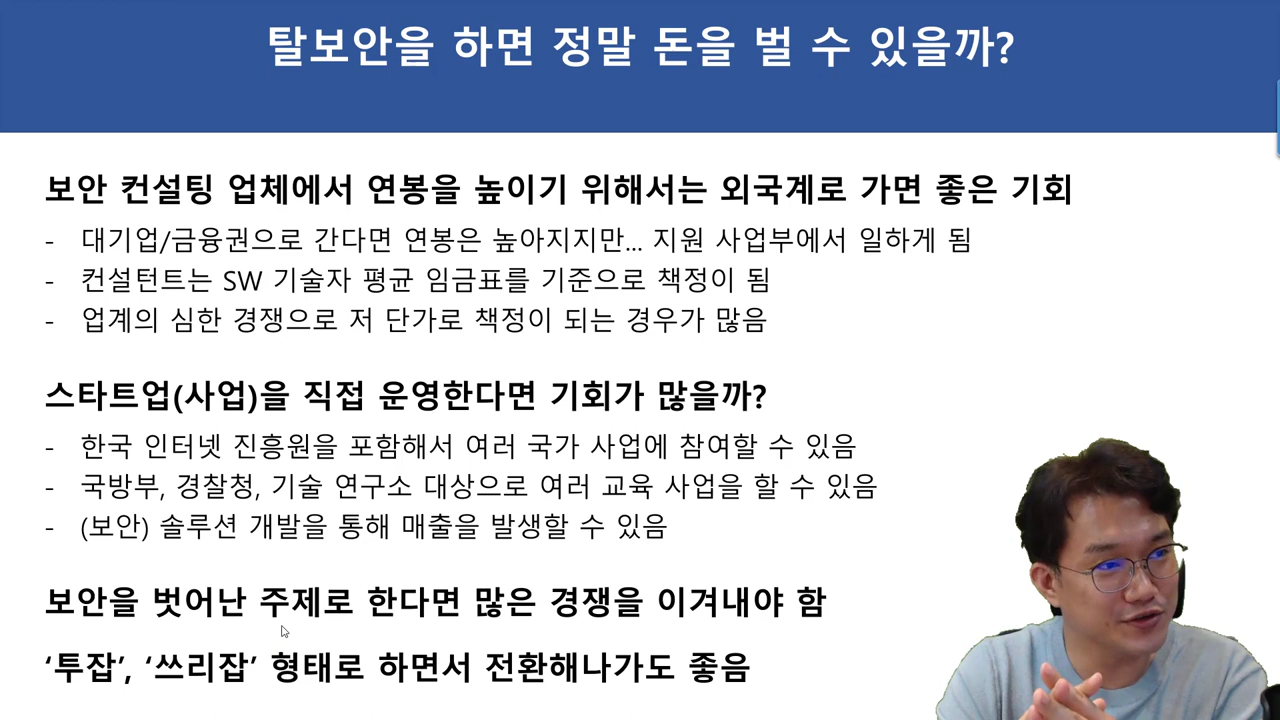 탈보안을 하면 정말 돈을 벌 수 있을까?
보안 컨설팅 업체에서 연봉을 높이기 위해서는 외국계로 가면 좋은 기회
- 대기업/금융권으로 간다면 연봉은 높아지지만... 지원 사업부에서 일하게 됨
- 컨설턴트는 SW 기술자 평균 임금표를 기준으로 책정이 됨
- 업계의 심한 경쟁으로 저 단가로 책정이 되는 경우가 많음
스타트업(사업)을 직접 운영한다면 기회가 많을까?
- 한국 인터넷 진흥원을 포함해서 여러 국가 사업에 참여할 수 있음
- 국방부, 경찰청, 기술 연구소 대상으로 여러 교육 사업을 할 수 있음
- (보안) 솔루션 개발을 통해 매출을 발생할 수 있음
보안을 벗어난 주제로 한다면 많은 경쟁을 이겨내야 함
‘투잡’, ‘쓰리잡’ 형태로 하면서 전환해나가도 좋음